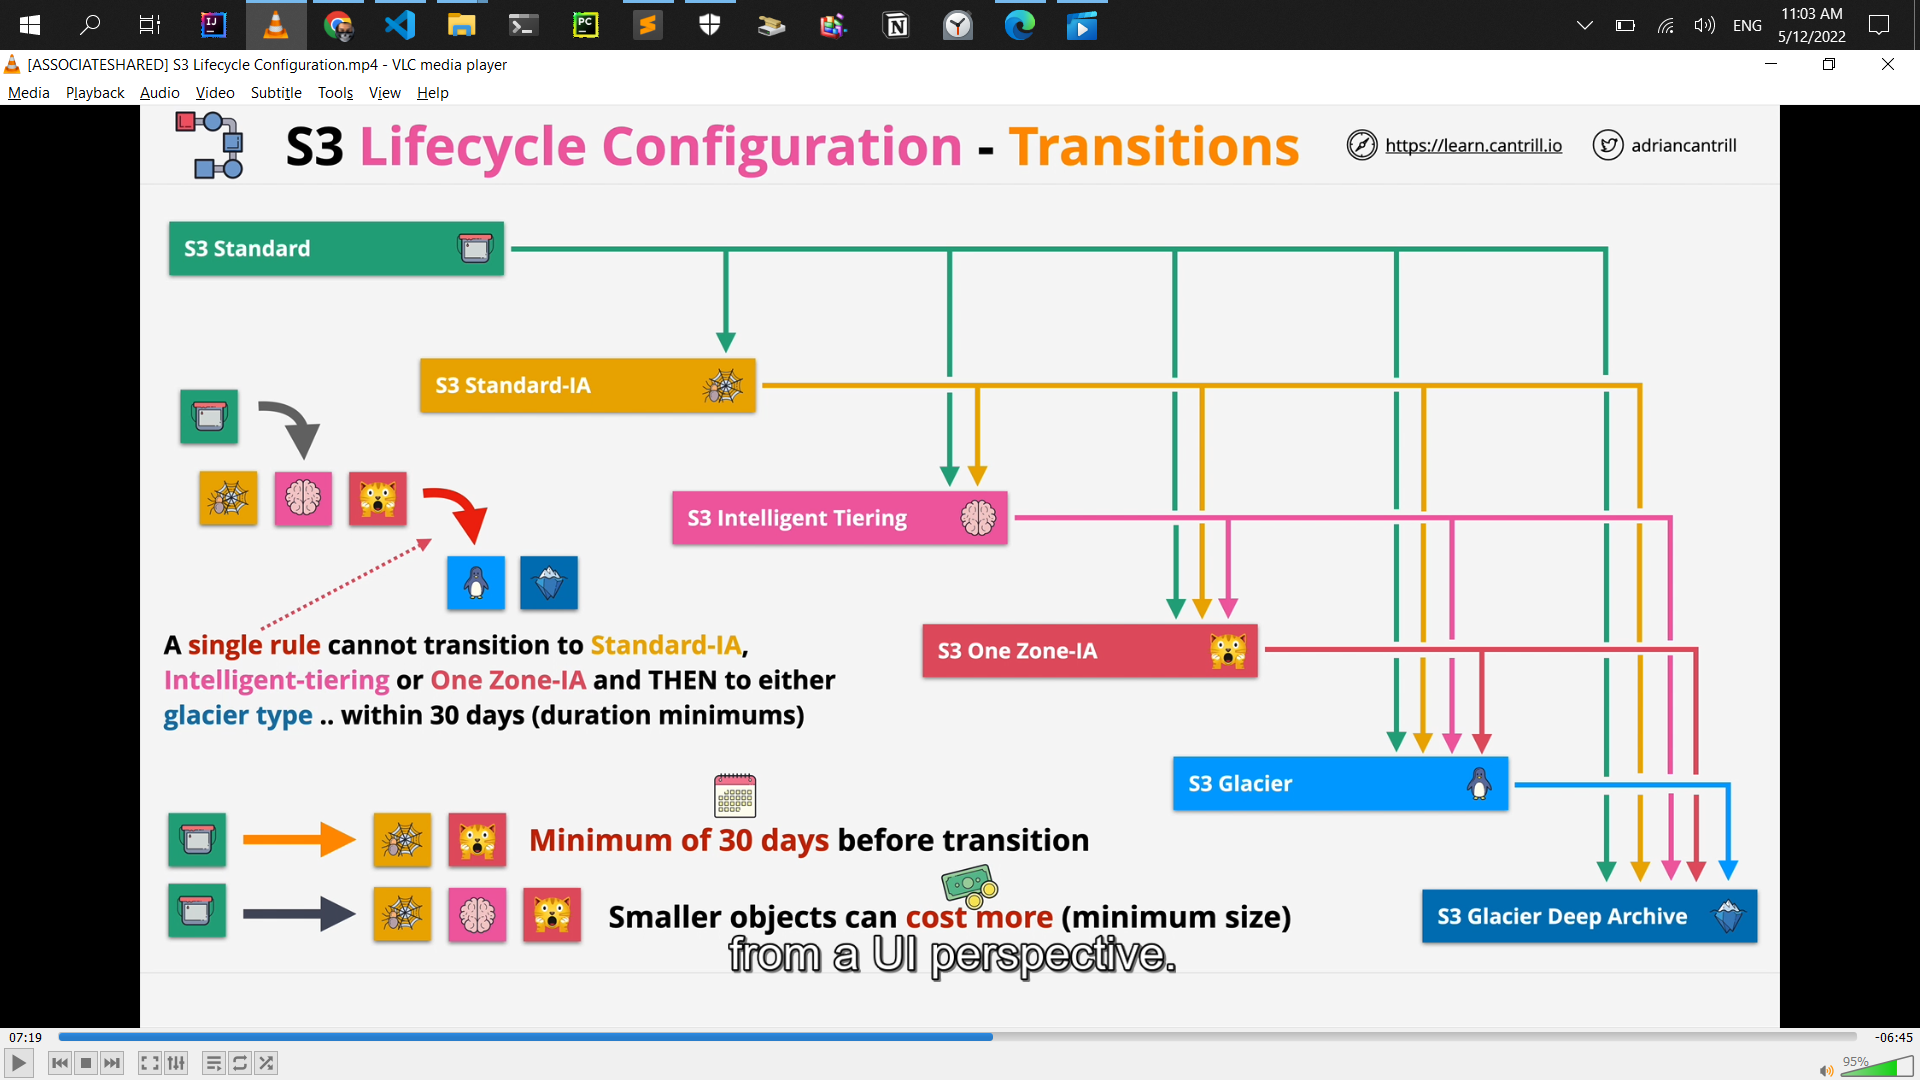 ENG
11:03 AM
5/12/2022
[ASSOCIATESHARED] S3 Lifecycle Configuration.mp4 - VLC media player
Media Playback Audio Video Subtitle Tools View Help
S3 Lifecycle Configuration - Transitions
https://learn.cantrill.io
adriancantrill
S3 Standard
S3 Standard-IA
S3 Intelligent Tiering
S3 One Zone-IA
A single rule cannot transition to Standard-IA,
Intelligent-tiering or One Zone-IA and THEN to either
glacier type .. within 30 days (duration minimums)
S3 Glacier
Minimum of 30 days before transition
Smaller objects can cost more (minimum size)
S3 Glacier Deep Archive
from a UI perspective.
07:19
-06:45
95%